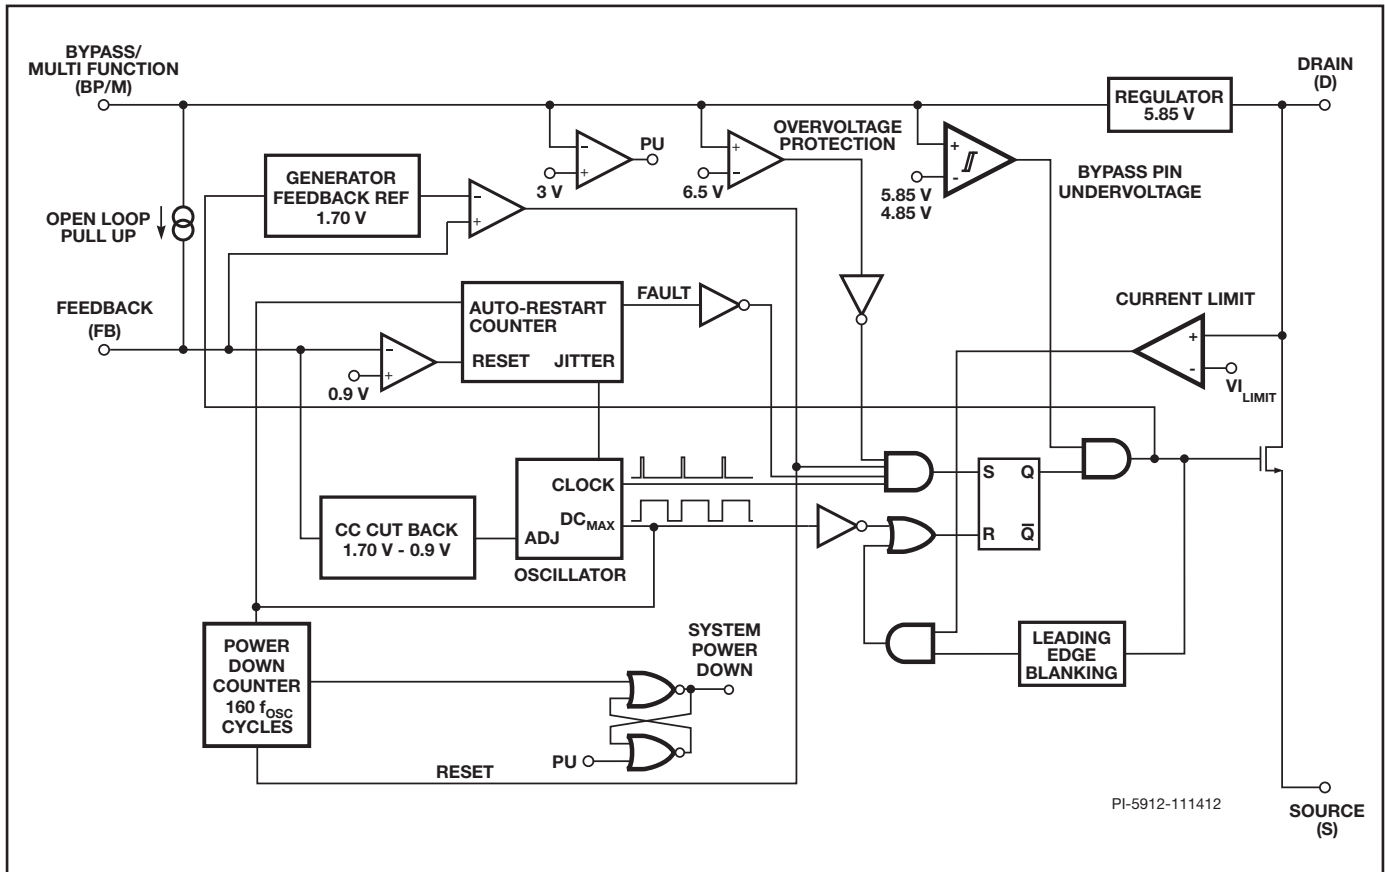 BYPASS/
MULTI FUNCTION
(BP/M)
DRAIN
(D)
REGULATOR
5.85 V
GENERATOR
FEEDBACK REF
1.70 V
-
+
-
+
PU
3 V
OVERVOLTAGE
PROTECTION
+
-
6.5 V
+
-
5.85 V
4.85 V
BYPASS PIN
UNDERVOLTAGE
OPEN LOOP
PULL UP
FEEDBACK
(FB)
AUTO-RESTART
COUNTER
RESET JITTER
FAULT
-
+
0.9 V
CURRENT LIMIT
+
-
VI LIMIT
CLOCK
DCMAX
ADJ
OSCILLATOR
CC CUT BACK
1.70 V - 0.9 V
S Q
R Q̅
POWER
DOWN
COUNTER
160 fOSC
CYCLES
SYSTEM
POWER
DOWN
LEADING
EDGE
BLANKING
PU
RESET
PI-5912-111412
SOURCE
(S)